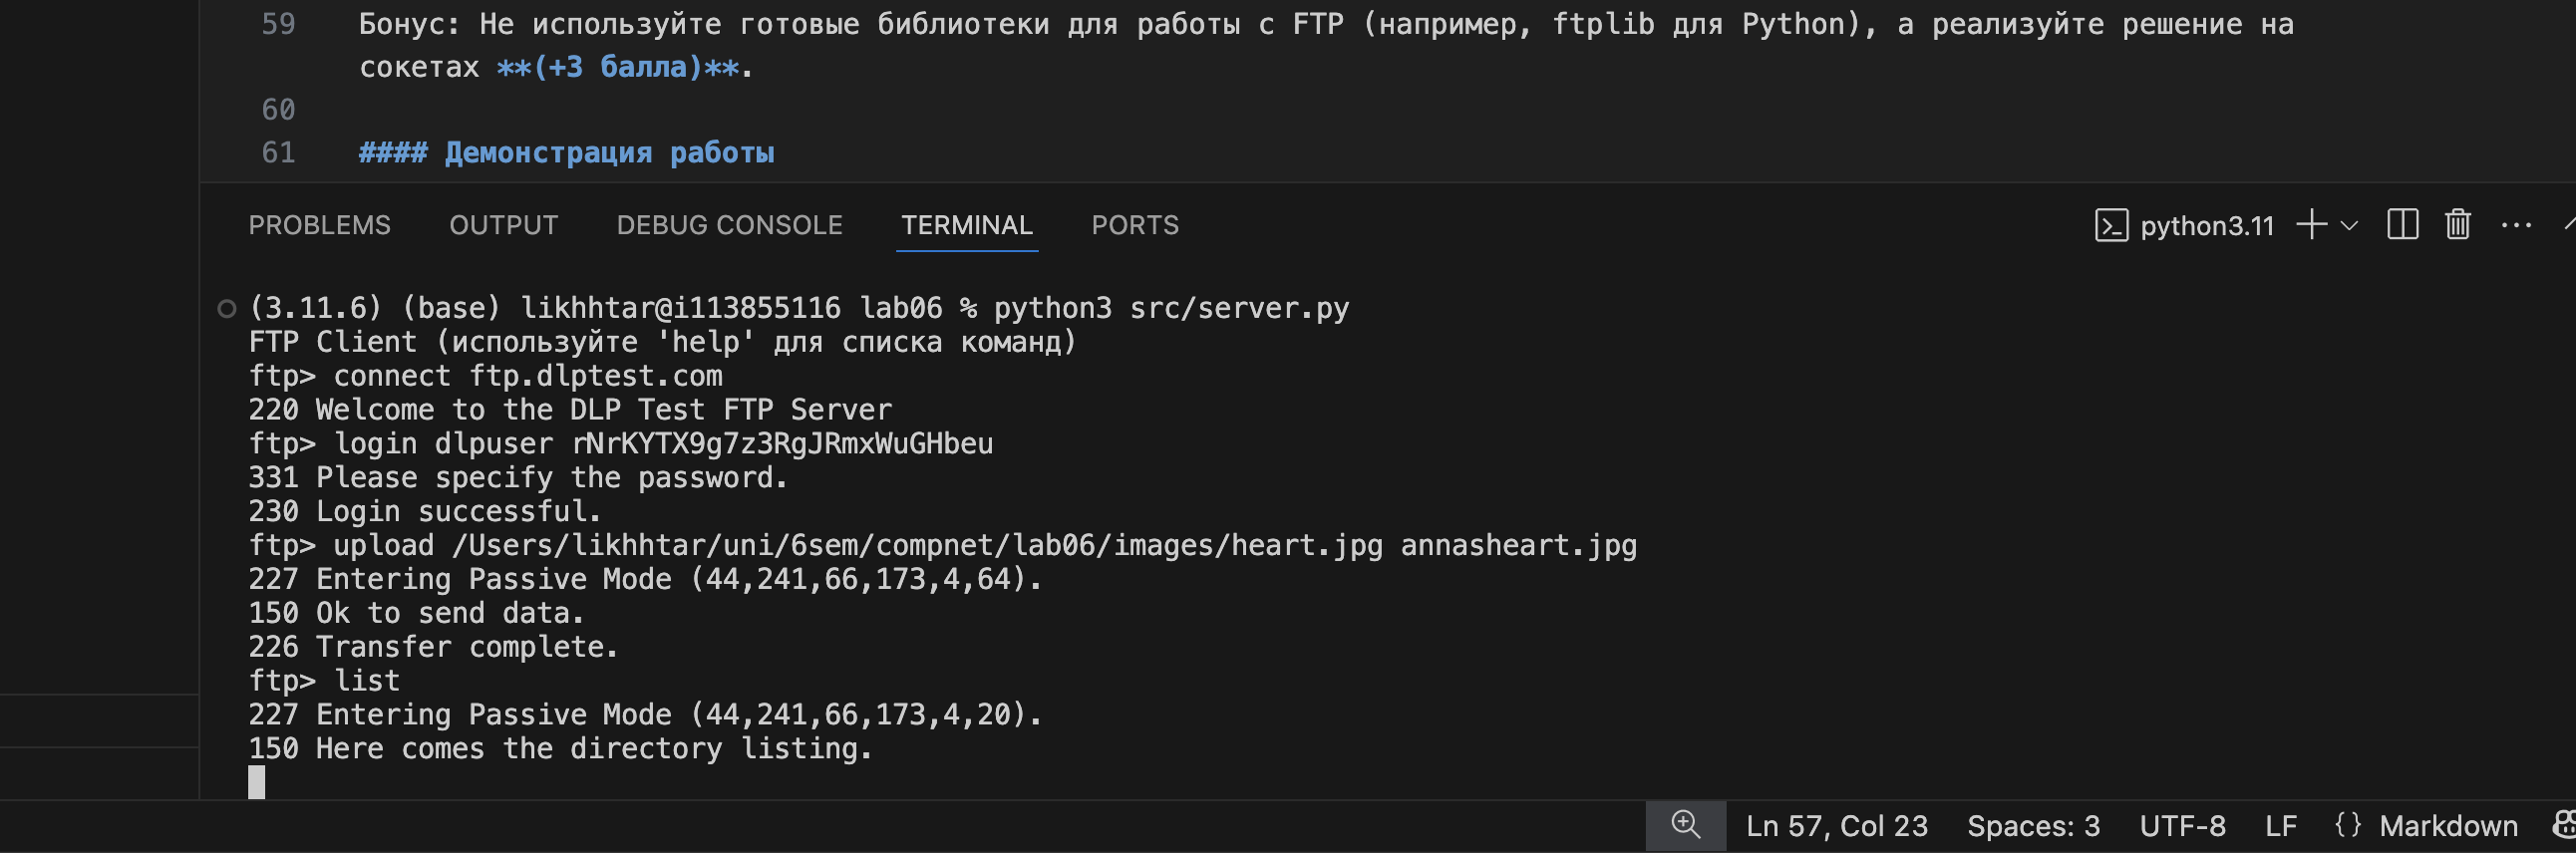 59 Бонус: Не используйте готовые библиотеки для работы с FTP (например, ftplib для Python), а реализуйте решение на
сокетах **(+3 балла)**.
60
61 #### Демонстрация работы
PROBLEMS OUTPUT DEBUG CONSOLE TERMINAL PORTS python3.11
(3.11.6) (base) likhhtar@i113855116 lab06 % python3 src/server.py
FTP Client (используйте 'help' для списка команд)
ftp> connect ftp.dlptest.com
220 Welcome to the DLP Test FTP Server
ftp> login dlpuser rNrKYTX9g7z3RgJRmxWuGHbeu
331 Please specify the password.
230 Login successful.
ftp> upload /Users/likhhtar/uni/6sem/compnet/lab06/images/heart.jpg annasheart.jpg
227 Entering Passive Mode (44,241,66,173,4,64).
150 Ok to send data.
226 Transfer complete.
ftp> list
227 Entering Passive Mode (44,241,66,173,4,20).
150 Here comes the directory listing.
Ln 57, Col 23 Spaces: 3 UTF-8 LF {} Markdown